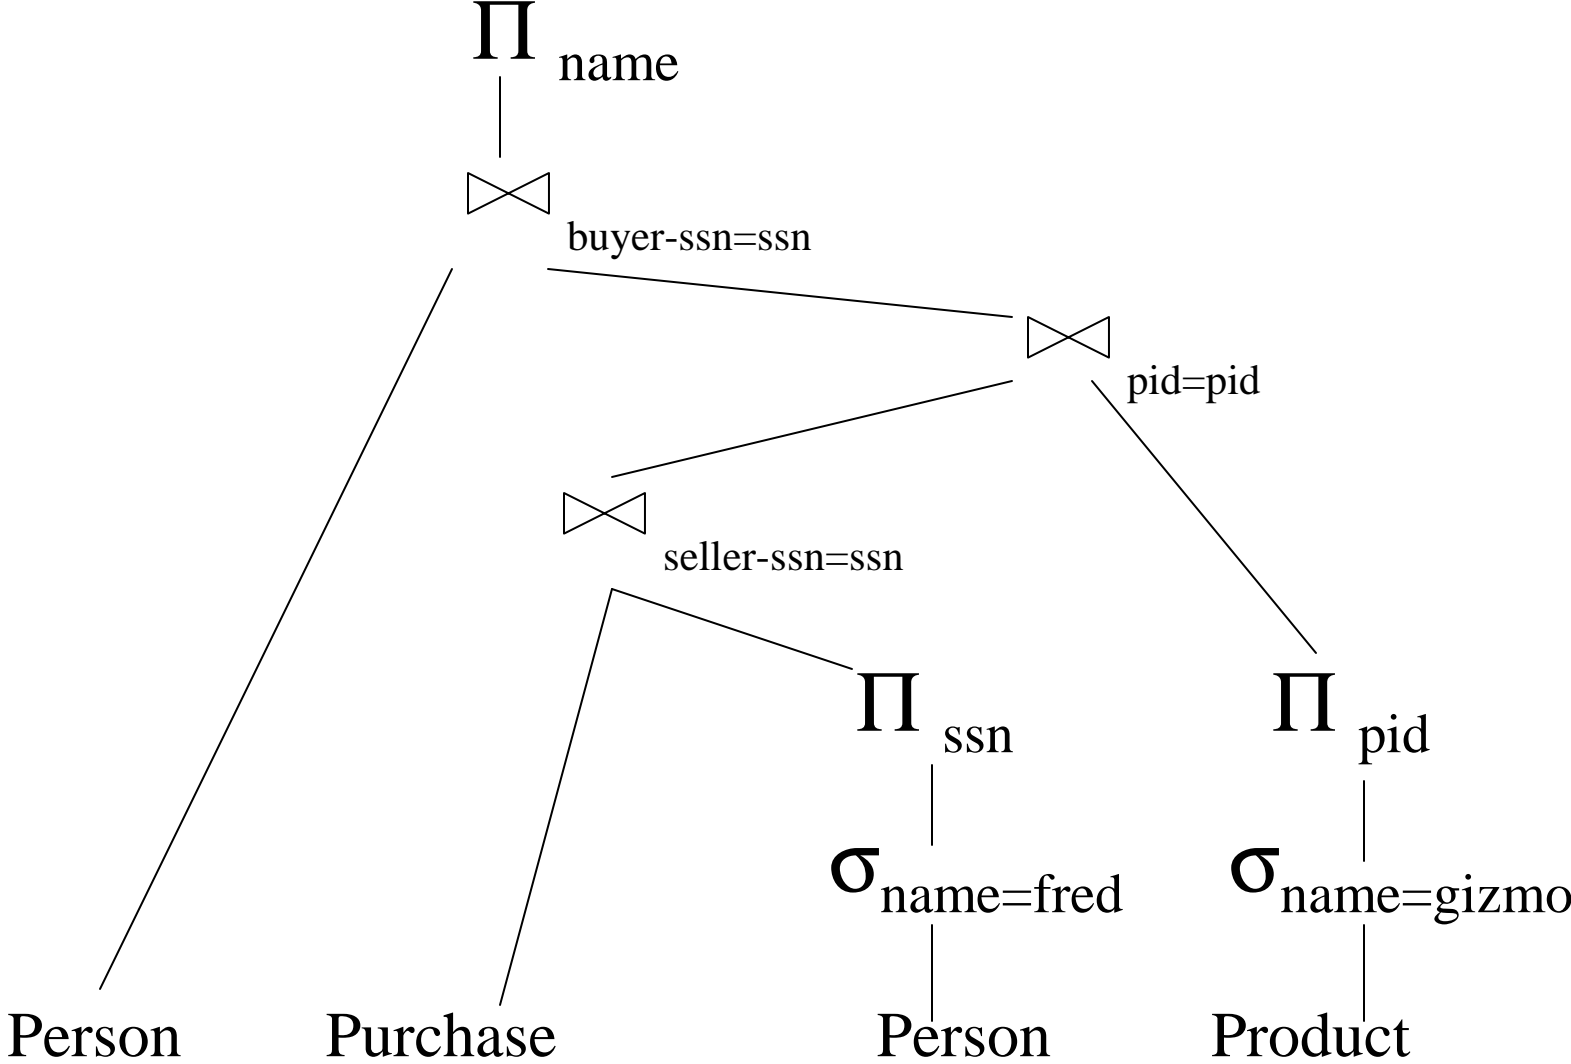 Π name
buyer-ssn=ssn
pid=pid
seller-ssn=ssn
Π ssn Π pid
σname=fred σname=gizmo
Person Purchase Person Product